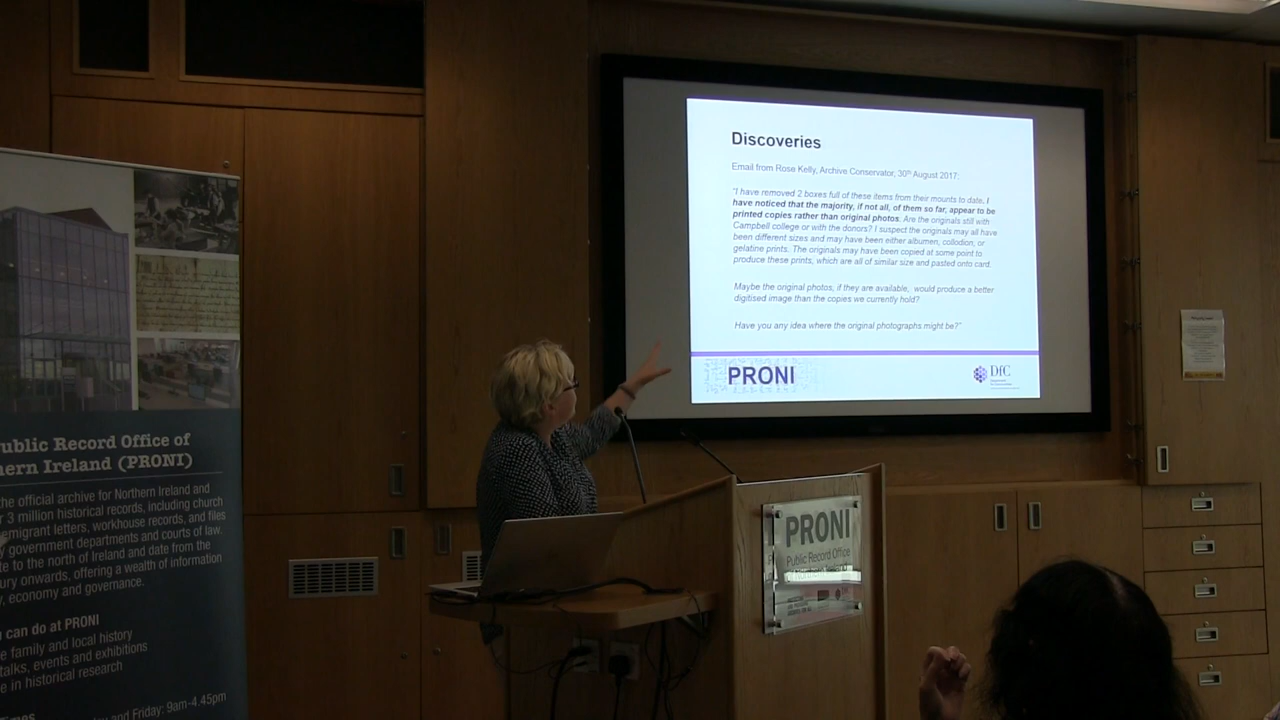 Discoveries
Email from Rose Kelly, Archive Conservator, 30th August 2017:
"I have removed 2 boxes full of these items from their mounts to date. I
have noticed that the majority, if not all, of them so far, appear to be
printed copies rather than original photos. Are the originals still with
Campbell college or with the donors? I suspect the originals may all have
been different sizes and may have been either albumen, collodion, or
gelatine prints. The originals may have been copied at some point to
produce these prints, which are all of similar size and pasted onto card.
Maybe the original photos, if they are available, would produce a better
digitised image than the copies we currently hold?
Have you any idea where the original photographs might be?"
PRONI
DfC
ublic Record Office of
hern Ireland (PRONI)
the official archive for Northern Ireland and
r 3 million historical records, including church
emigrant letters, workhouse records, and files
y government departments and courts of law.
te to the north of Ireland and date from the
ury onwards, offering a wealth of information
y, economy and governance.
can do at PRONI
e family and local history
talks, events and exhibitions
e in historical research
and Friday: 9am-4.45pm
PRONI
Public Record Office